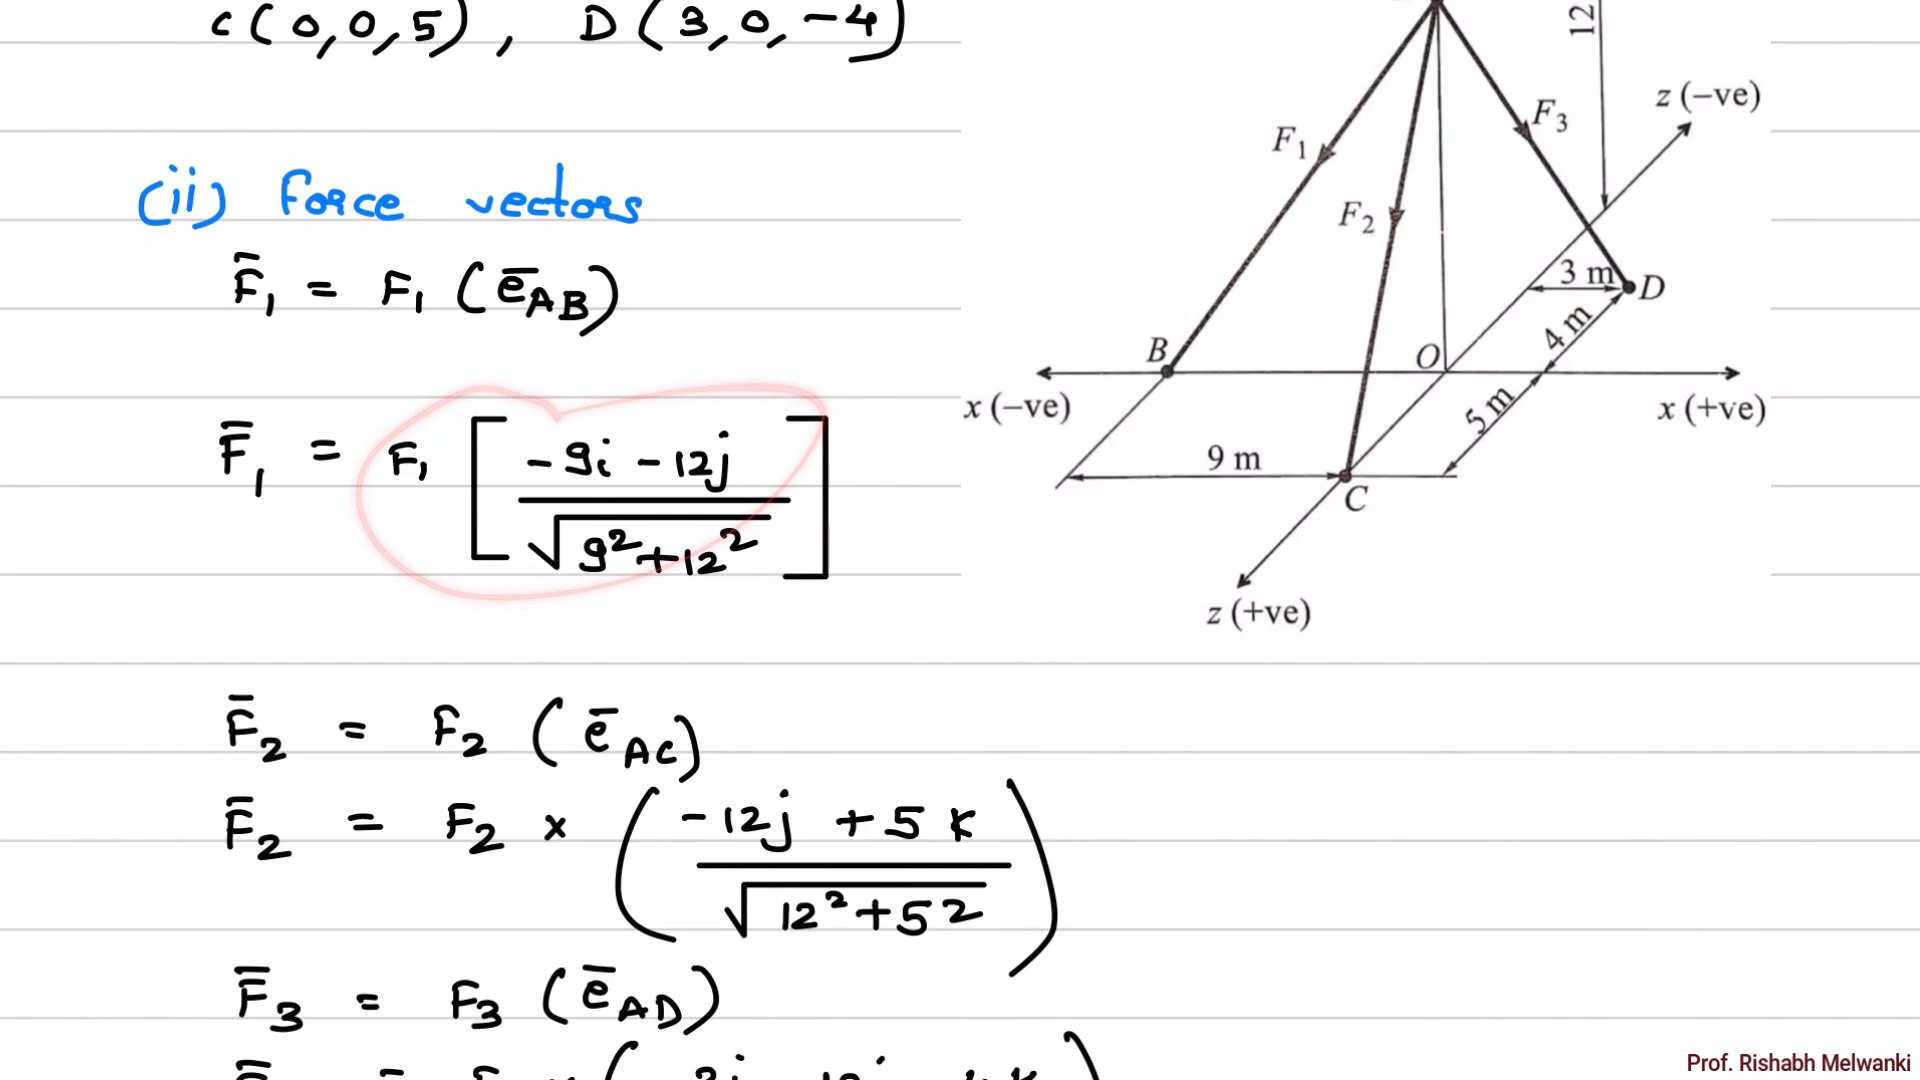 C(0,0,5), D(3,0,-4)
(ii) Force vectors
F̄₁ = F₁ (ēAB)
F̄₁ = F₁ [ -9i - 12j / √9²+12² ]
F̄₂ = F₂ (ēAC)
F̄₂ = F₂ × ( -12j + 5k / √12²+5² )
F̄₃ = F₃ (ēAD)
12
z (–ve)
F₃
F₁
F₂
3 m
D
4 m
B
O
x (–ve)
x (+ve)
5 m
9 m
C
z (+ve)
Prof. Rishabh Melwanki